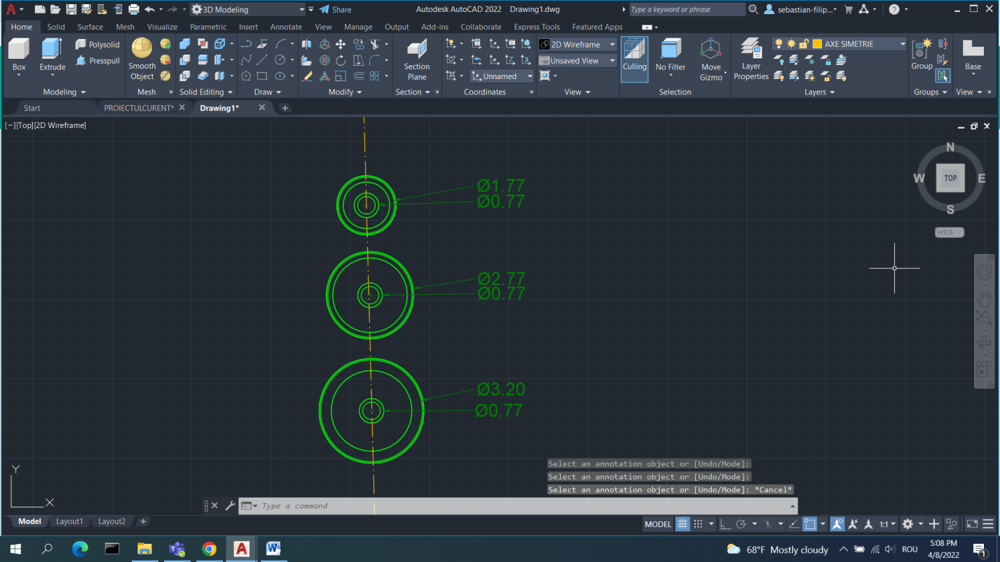 3D Modeling
Share
Autodesk AutoCAD 2022 Drawing1.dwg
Type a keyword or phrase
sebastian-filip...
Home Solid Surface Mesh Visualize Parametric Insert Annotate View Manage Output Add-ins Collaborate Express Tools Featured Apps
Box
Extrude
Polysolid
Presspull
Smooth
Object
Section
Plane
Unnamed
2D Wireframe
Unsaved View
Culling
No Filter
Move
Gizmo
Layer
Properties
AXE SIMETRIE
Group
Base
Modeling Mesh Solid Editing Draw Modify Section Coordinates View Selection Layers Groups View
Start PROIECTULCURENT* Drawing1*
[−][Top][2D Wireframe]
N
W TOP E
S
WCS
Ø1.77
Ø0.77
Ø2.77
Ø0.77
Ø3.20
Ø0.77
Y
X
Select an annotation object or [Undo/Mode]:
Select an annotation object or [Undo/Mode]:
Select an annotation object or [Undo/Mode]: *Cancel*
Type a command
Model Layout1 Layout2
MODEL 1:1
68°F Mostly cloudy
ROU
5:08 PM
4/8/2022
1